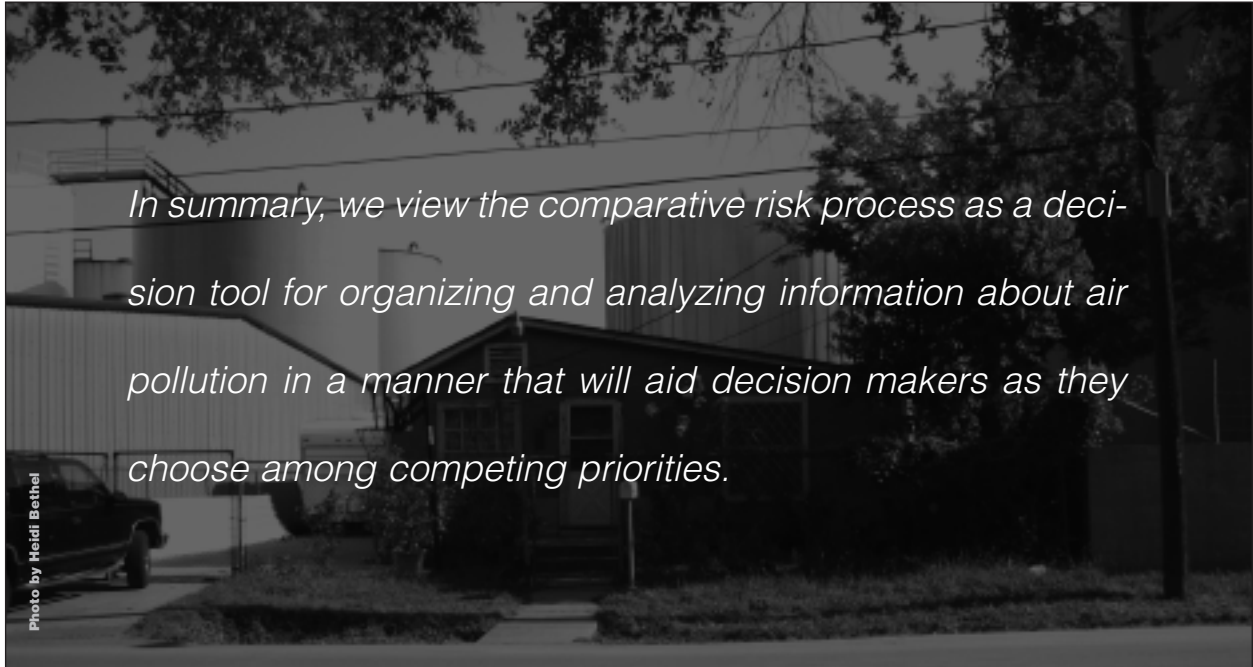 In summary, we view the comparative risk process as a deci-
sion tool for organizing and analyzing information about air
pollution in a manner that will aid decision makers as they
choose among competing priorities.
Photo by Heidi Bethel